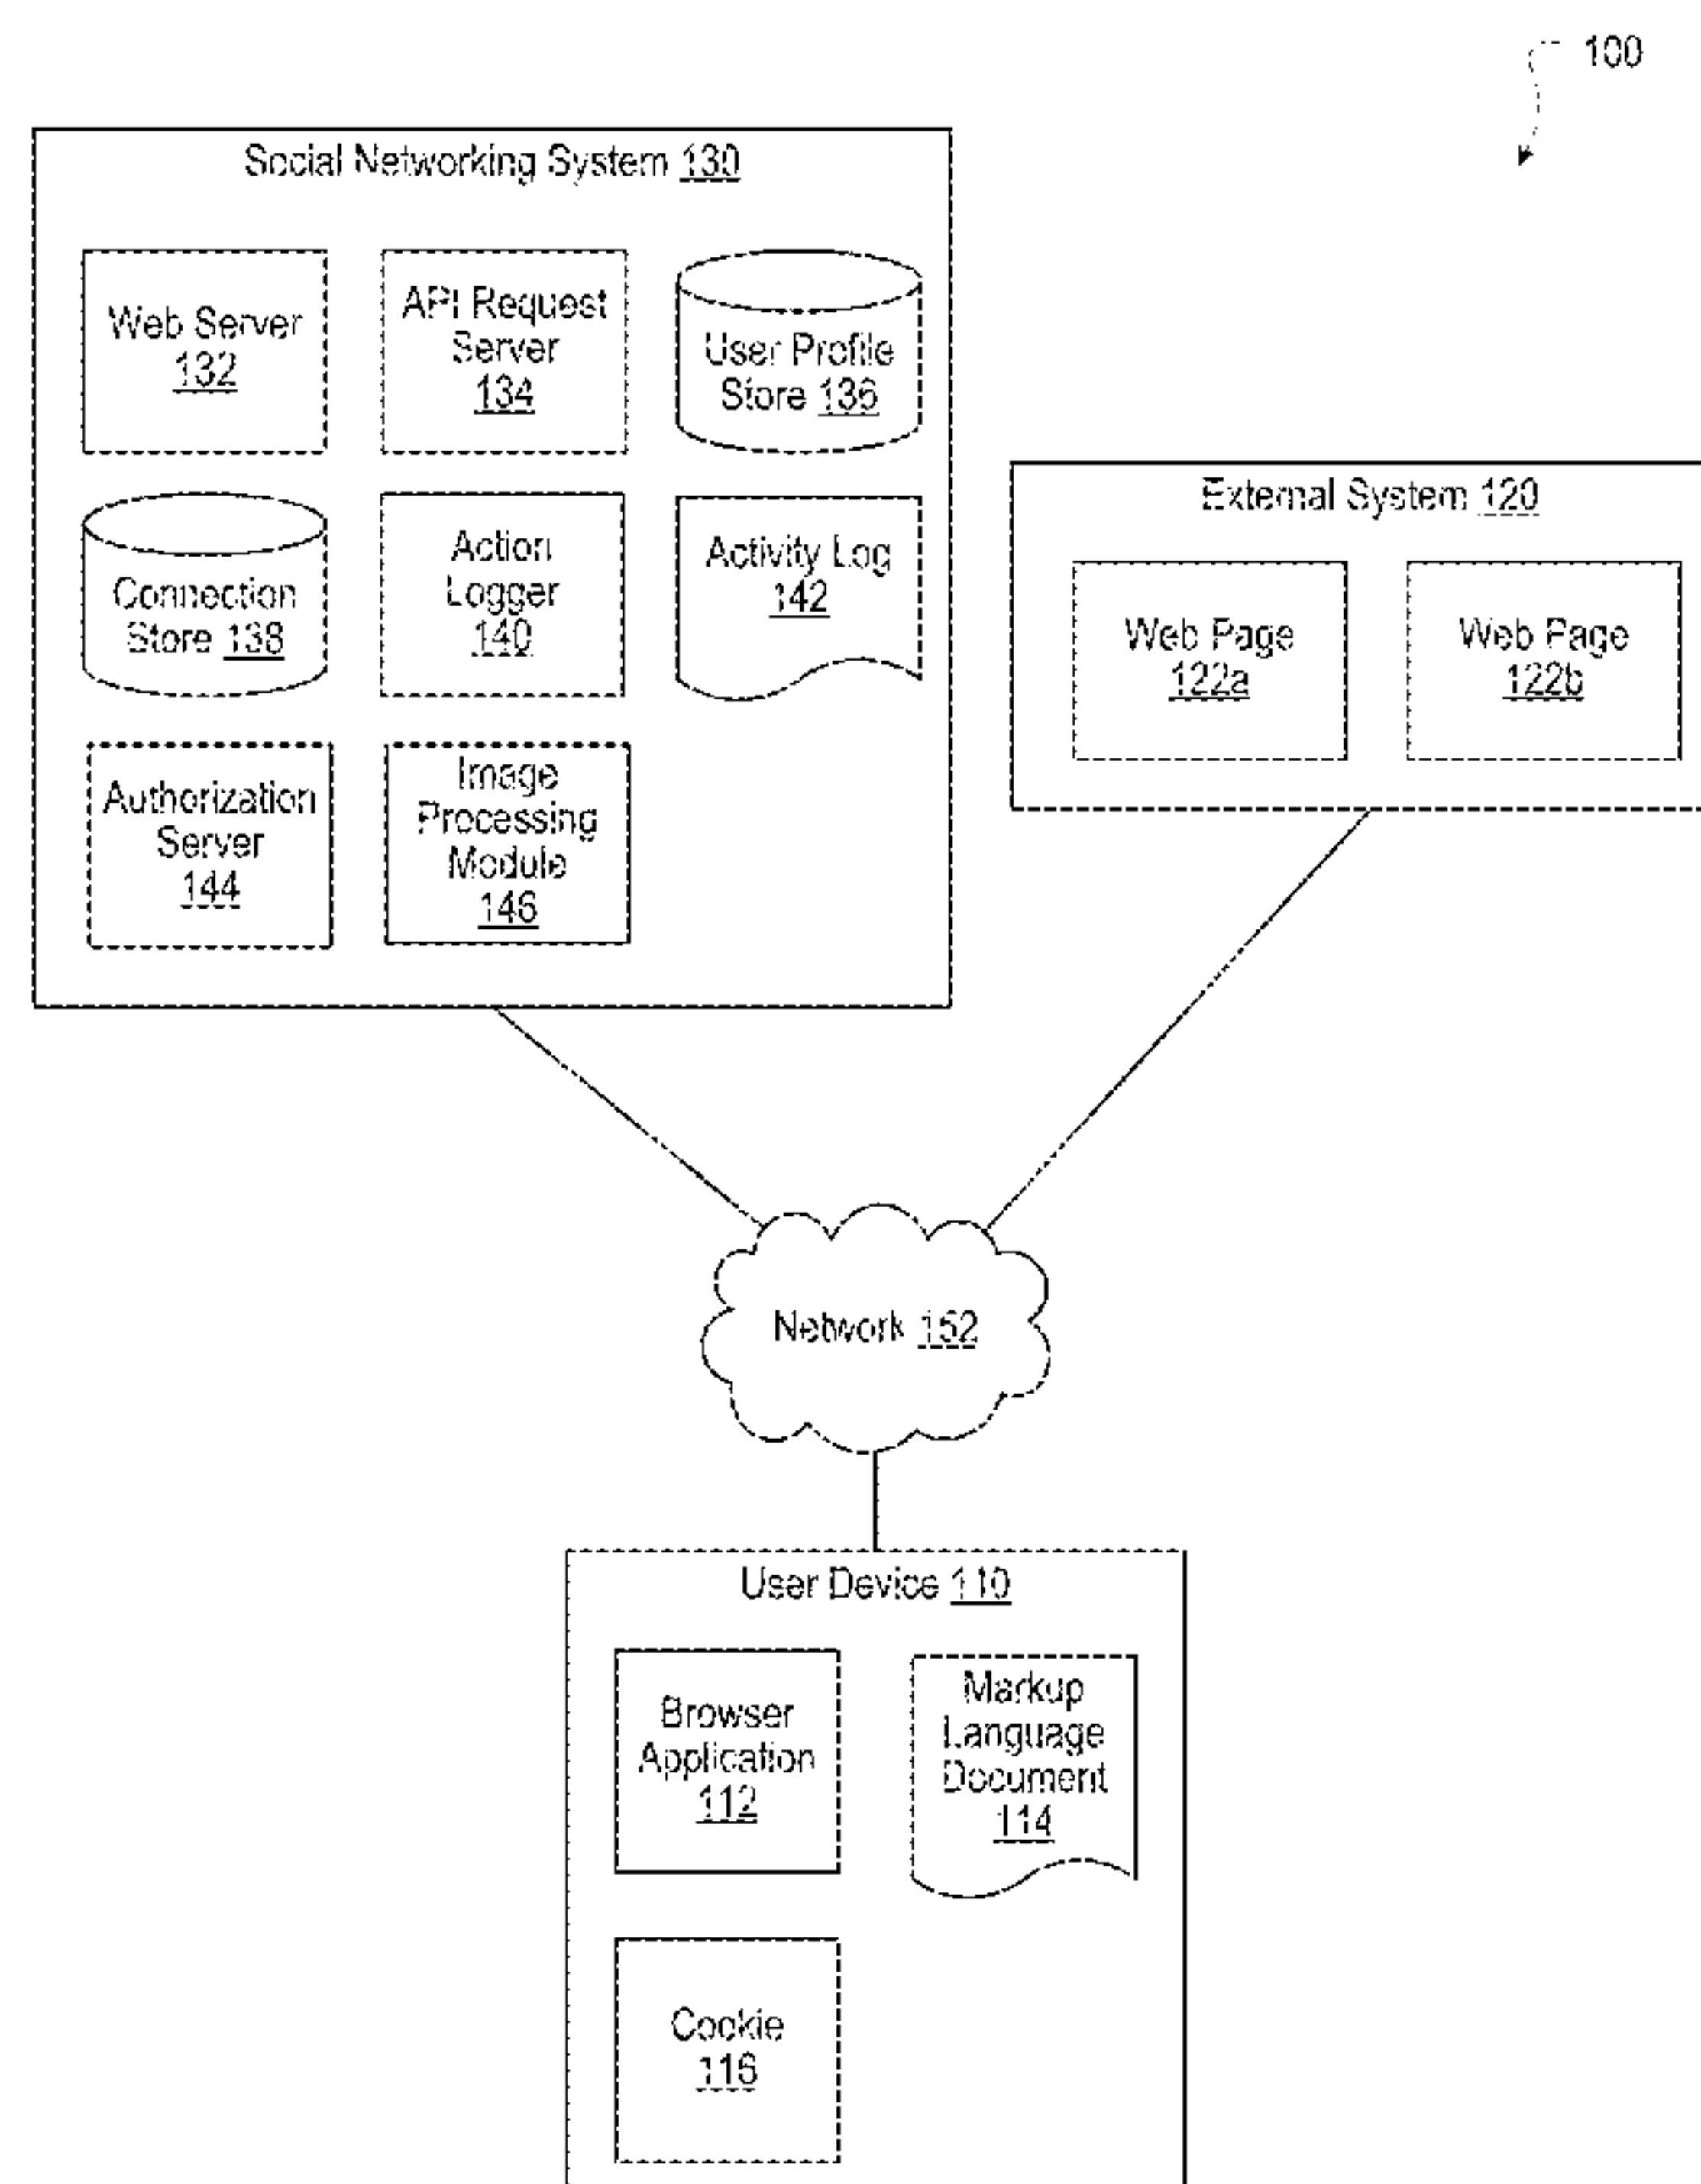 100
Social Networking System 130
Web Server
132
API Request
Server
134
User Profile
Store 136
Connection
Store 138
Action
Logger
140
Activity Log
142
Authorization
Server
144
Image
Processing
Module
146
External System 120
Web Page
122a
Web Page
122b
Network 152
User Device 110
Browser
Application
112
Markup
Language
Document
114
Cookie
116